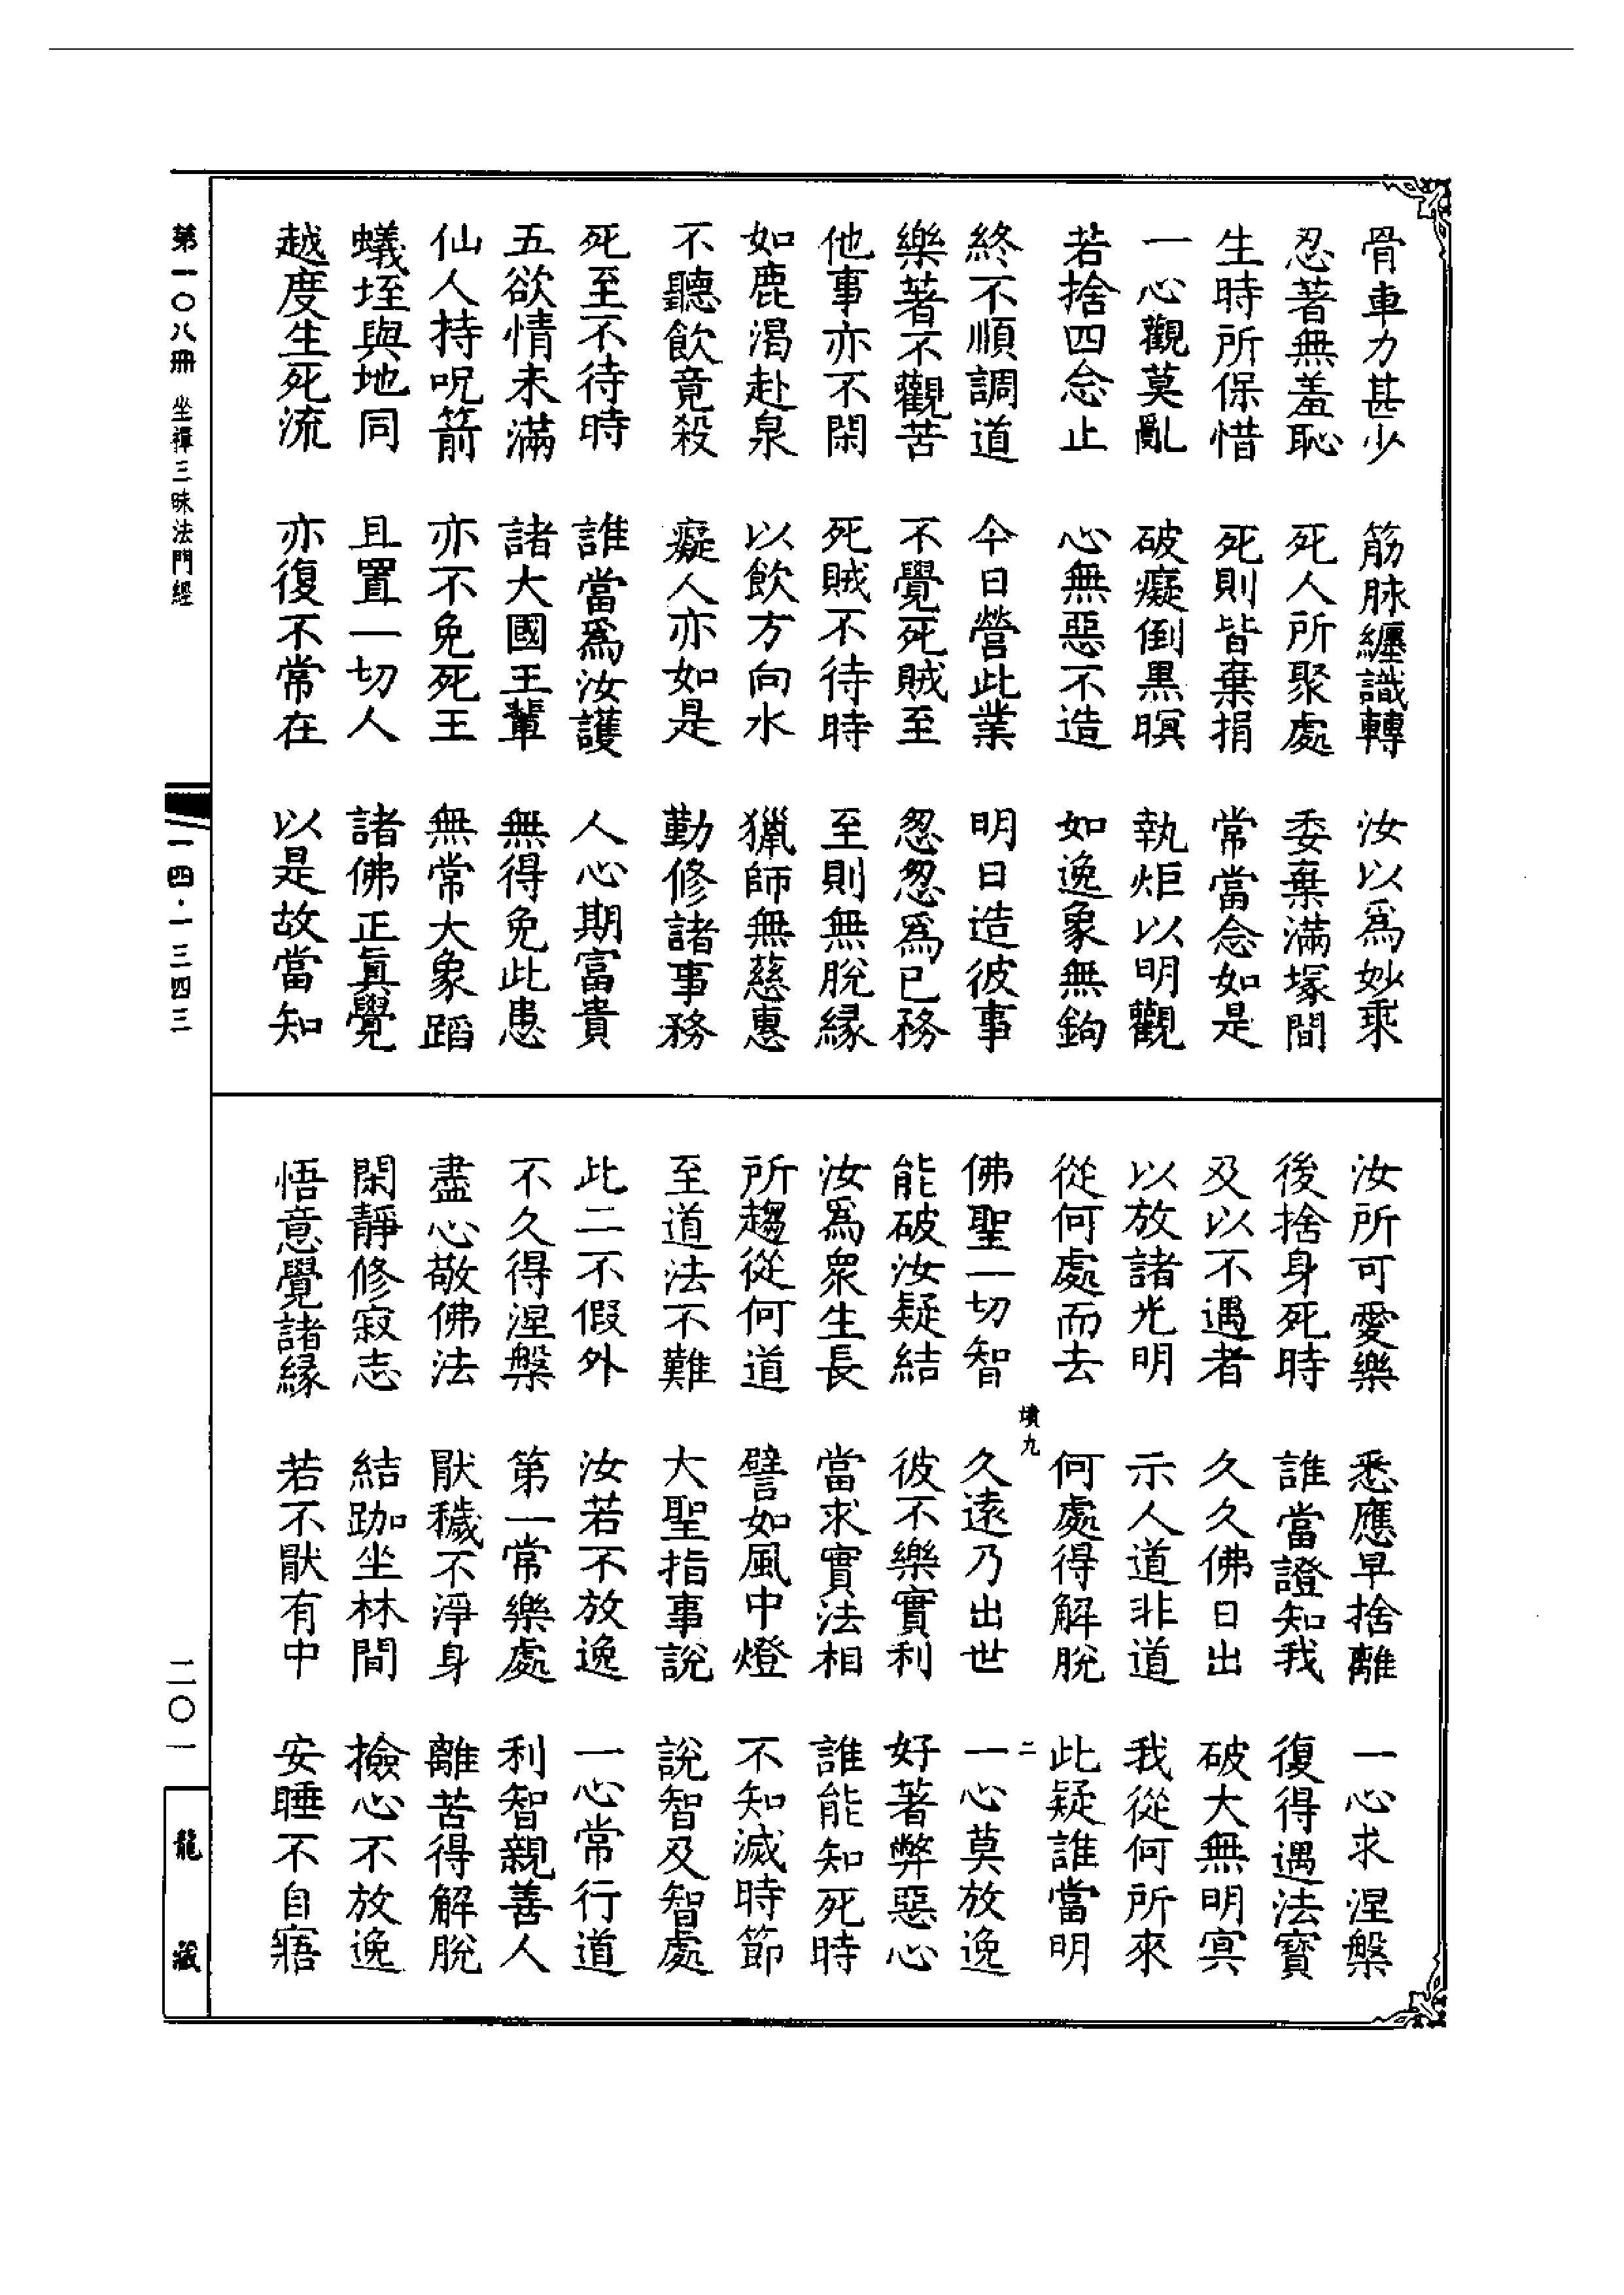 骨車力甚少　筋脉纏識轉　汝以爲妙乘
忍著無羞恥　死人所聚處　委棄滿塚間
生時所保惜　死則皆棄捐　常當念如是
一心觀莫亂　破癡倒黑暝　執炬以明觀
若捨四念止　心無惡不造　如逸象無鉤
終不順調道　今日營此業　明日造彼事
樂著不觀苦　不覺死賊至　忽忽爲已務
他事亦不閑　死賊不待時　至則無脫緣
如鹿渴赴泉　以飲方向水　獵師無慈惠
不聽飲竟殺　癡人亦如是　勤修諸事務
死至不待時　誰當爲汝護　人心期富貴
五欲情未滿　諸大國王輩　無得免此患
仙人持呪箭　亦不免死王　無常大象蹈
蟻垤與地同　且置一切人　諸佛正眞覺
越度生死流　亦復不常在　以是故當知
汝所可愛樂　悉應早捨離　一心求涅槃
後捨身死時　誰當證知我　復得遇法寶
及以不遇者　久久佛日出　破大無明冥
以放諸光明　示人道非道　我從何所來
從何處而去　何處得解脫　此疑誰當明
墳九　二
佛聖一切智　久遠乃出世　一心莫放逸
能破汝疑結　彼不樂實利　好著弊惡心
汝爲衆生長　當求實法相　誰能知死時
所趨從何道　譬如風中燈　不知滅時節
至道法不難　大聖指事說　說智及智處
此二不假外　汝若不放逸　一心常行道
不久得涅槃　第一常樂處　利智親善人
盡心敬佛法　厭穢不淨身　離苦得解脫
閑靜修寂志　結跏坐林間　撿心不放逸
悟意覺諸緣　若不厭有中　安睡不自寤
第一〇八冊　坐禪三昧法門經
一四·一三四三
二〇一
龍藏